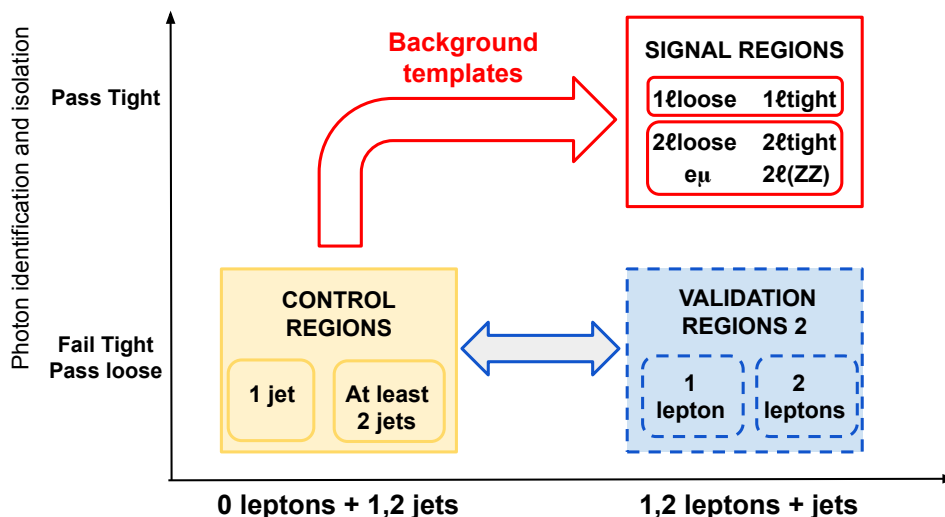 Photon identification and isolation
Pass Tight
Fail Tight
Pass loose
Background
templates
SIGNAL REGIONS
1ℓloose 1ℓtight
2ℓloose 2ℓtight
eμ 2ℓ(ZZ)
CONTROL
REGIONS
1 jet
At least
2 jets
VALIDATION
REGIONS 2
1
lepton
2
leptons
0 leptons + 1,2 jets
1,2 leptons + jets